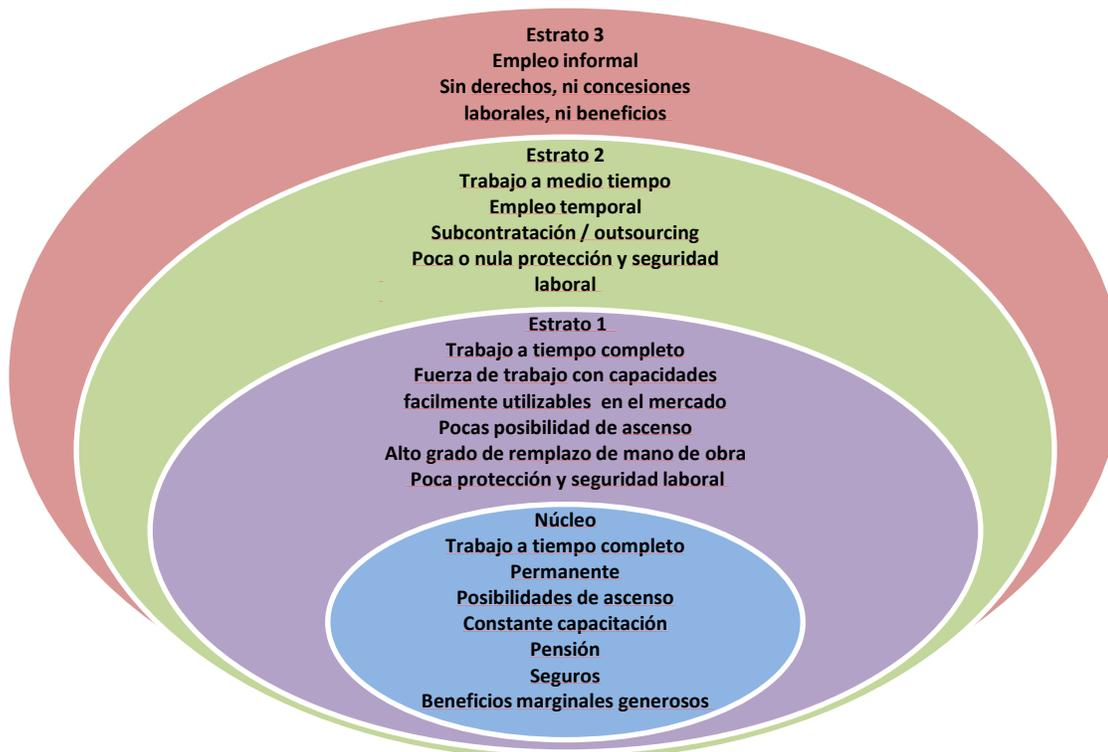 Estrato 3
Empleo informal
Sin derechos, ni concesiones
laborales, ni beneficios
Estrato 2
Trabajo a medio tiempo
Empleo temporal
Subcontratación / outsourcing
Poca o nula protección y seguridad
laboral
Estrato 1
Trabajo a tiempo completo
Fuerza de trabajo con capacidades
facilmente utilizables en el mercado
Pocas posibilidad de ascenso
Alto grado de remplazo de mano de obra
Poca protección y seguridad laboral
Núcleo
Trabajo a tiempo completo
Permanente
Posibilidades de ascenso
Constante capacitación
Pensión
Seguros
Beneficios marginales generosos